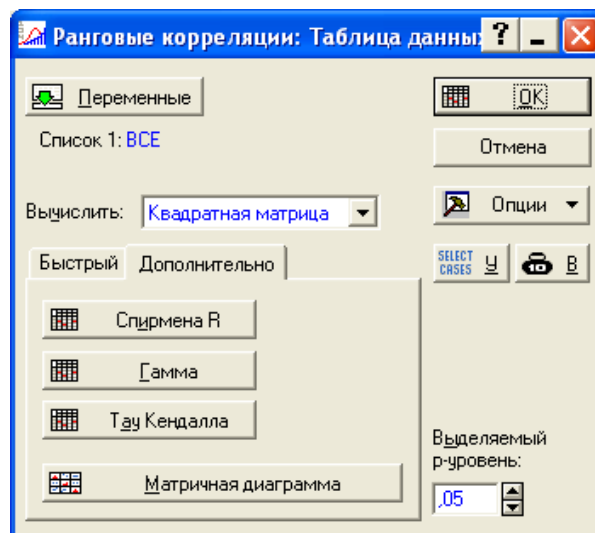 Ранговые корреляции: Таблица данны
?
Переменные
OK
Список 1: ВСЕ
Отмена
Вычислить: Квадратная матрица
Опции
Быстрый Дополнительно
SELECT CASES У
В
Спирмена R
Гамма
Тау Кендалла
Выделяемый
p-уровень:
Матричная диаграмма
,05